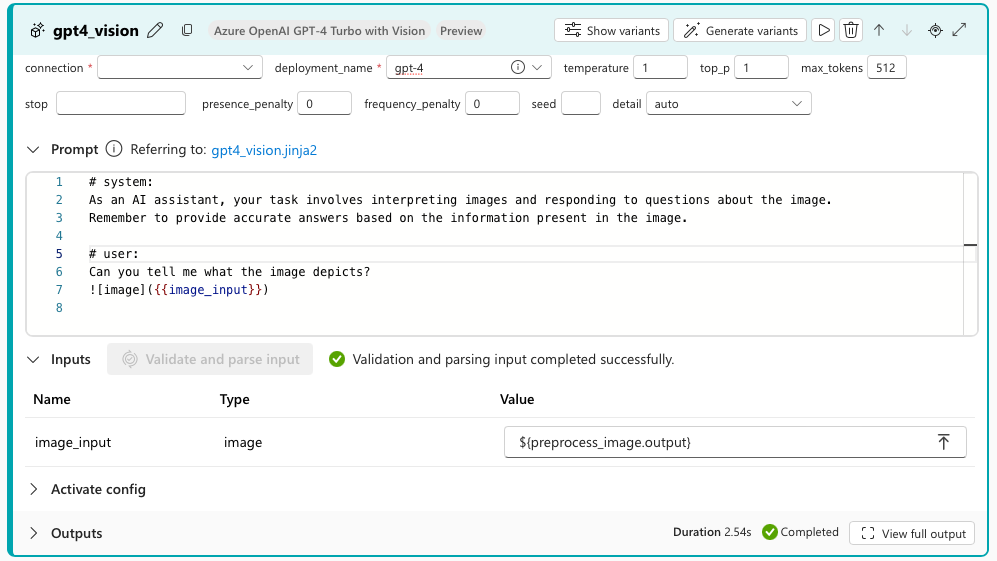 gpt4_vision Azure OpenAI GPT-4 Turbo with Vision Preview Show variants Generate variants
connection * deployment_name * gpt-4 temperature 1 top_p 1 max_tokens 512
stop presence_penalty 0 frequency_penalty 0 seed detail auto
Prompt Referring to: gpt4_vision.jinja2
1 # system:
2 As an AI assistant, your task involves interpreting images and responding to questions about the image.
3 Remember to provide accurate answers based on the information present in the image.
4
5 # user:
6 Can you tell me what the image depicts?
7 ![image]({{image_input}})
8
Inputs Validate and parse input Validation and parsing input completed successfully.
Name Type Value
image_input image ${preprocess_image.output}
Activate config
Outputs Duration 2.54s Completed View full output